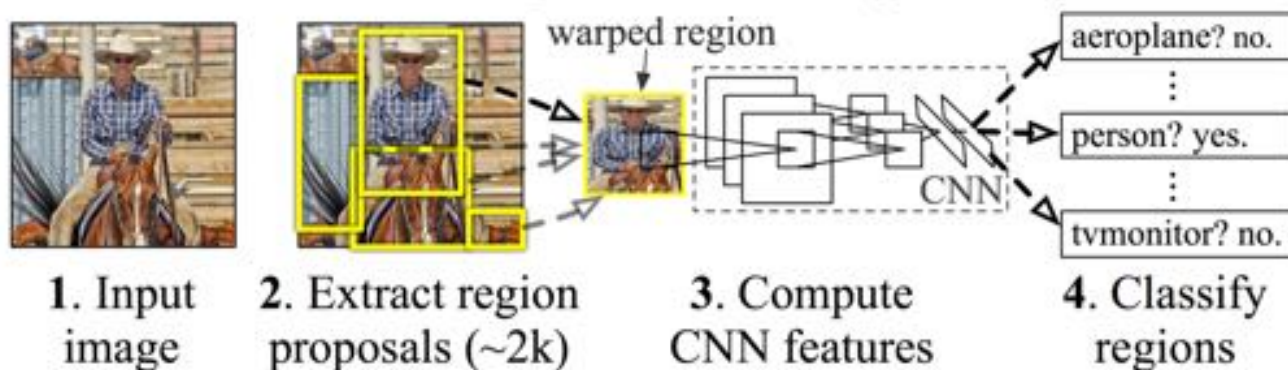 warped region
aeroplane? no.
⋮
person? yes.
⋮
tvmonitor? no.
CNN
1. Input
image
2. Extract region
proposals (~2k)
3. Compute
CNN features
4. Classify
regions